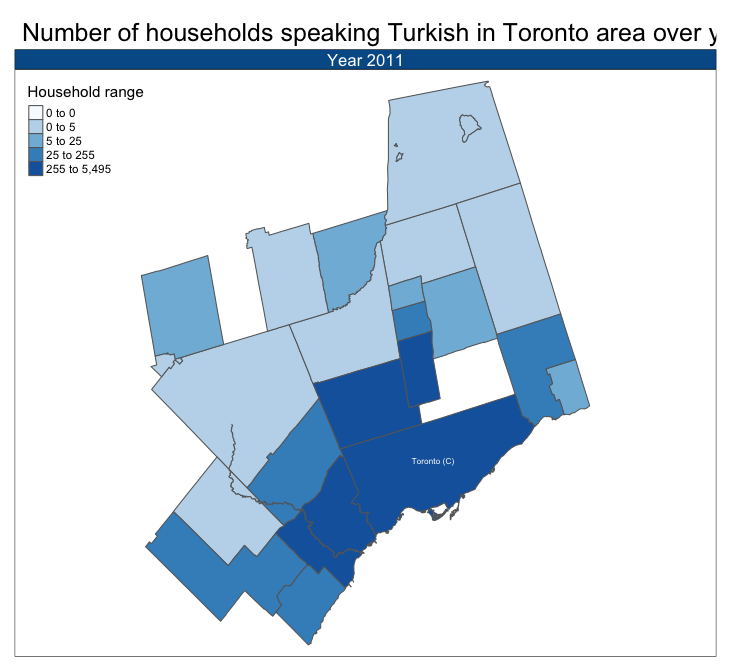 Number of households speaking Turkish in Toronto area over y
Year 2011
Household range
0 to 0
0 to 5
5 to 25
25 to 255
255 to 5,495
Toronto (C)